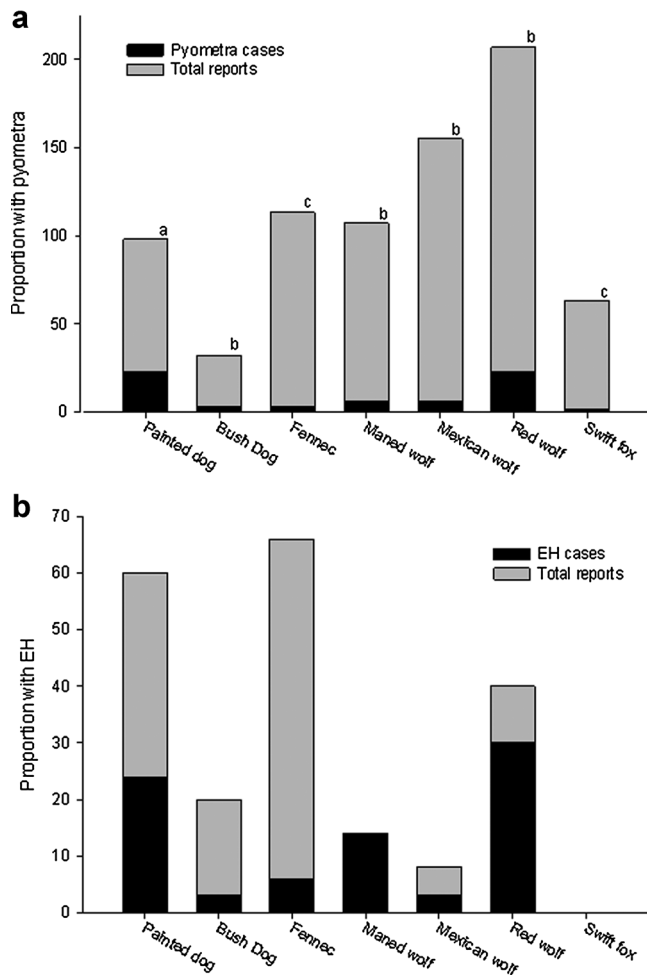 a
Pyometra cases
Total reports
Proportion with pyometra
200
150
100
50
0
a
b
c
b
b
b
c
Painted dog
Bush Dog
Fennec
Maned wolf
Mexican wolf
Red wolf
Swift fox
b
EH cases
Total reports
Proportion with EH
70
60
50
40
30
20
10
0
Painted dog
Bush Dog
Fennec
Maned wolf
Mexican wolf
Red wolf
Swift fox